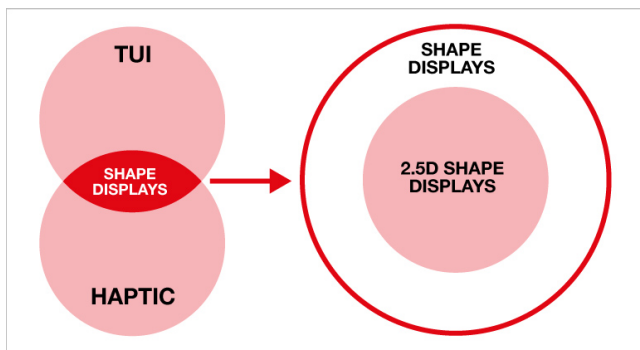 TUI
SHAPE
DISPLAYS
HAPTIC
SHAPE
DISPLAYS
2.5D SHAPE
DISPLAYS